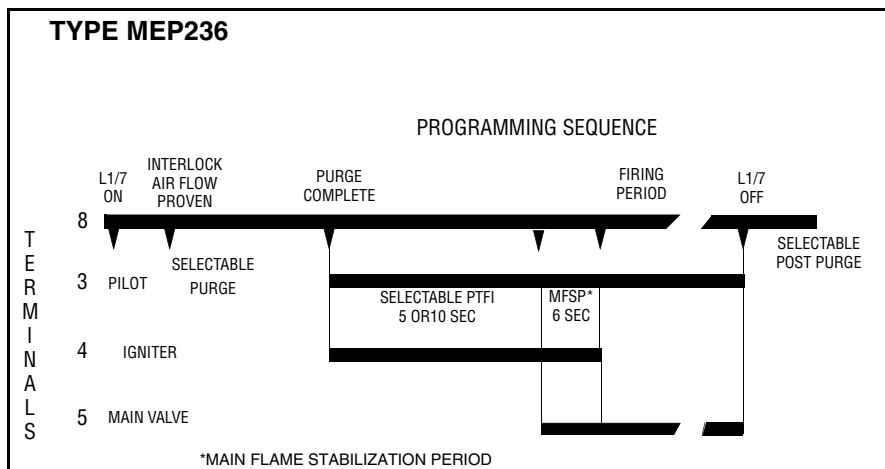 TYPE MEP236
PROGRAMMING SEQUENCE
L1/7
ON
INTERLOCK
AIR FLOW
PROVEN
PURGE
COMPLETE
FIRING
PERIOD
L1/7
OFF
TERMINALS
8
SELECTABLE
POST PURGE
3 PILOT
SELECTABLE
PURGE
SELECTABLE PTFI
5 OR10 SEC
MFSP*
6 SEC
4 IGNITER
5 MAIN VALVE
*MAIN FLAME STABILIZATION PERIOD